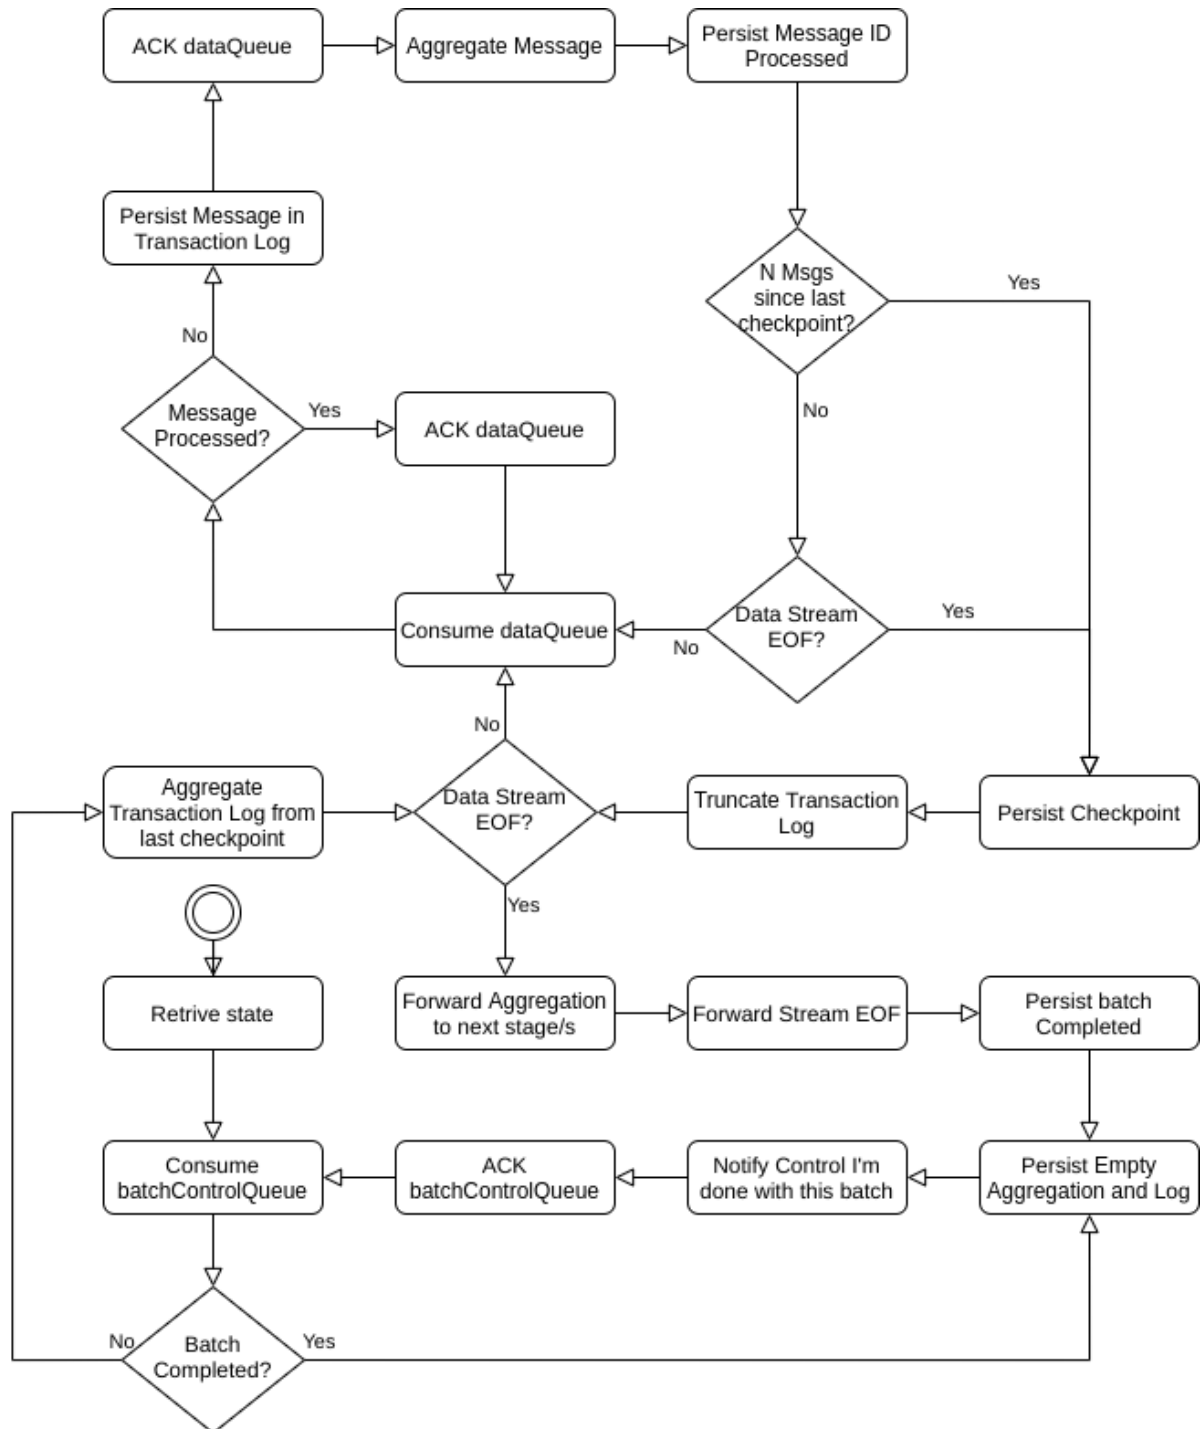 ACK dataQueue
Aggregate Message
Persist Message ID
Processed
Persist Message in
Transaction Log
N Msgs
since last
checkpoint?
Yes
No
No
Message
Processed?
Yes
ACK dataQueue
Consume dataQueue
No
Data Stream
EOF?
Yes
No
Aggregate
Transaction Log from
last checkpoint
Data Stream
EOF?
Truncate Transaction
Log
Persist Checkpoint
Yes
Retrive state
Forward Aggregation
to next stage/s
Forward Stream EOF
Persist batch
Completed
Consume
batchControlQueue
ACK
batchControlQueue
Notify Control I'm
done with this batch
Persist Empty
Aggregation and Log
No
Batch
Completed?
Yes